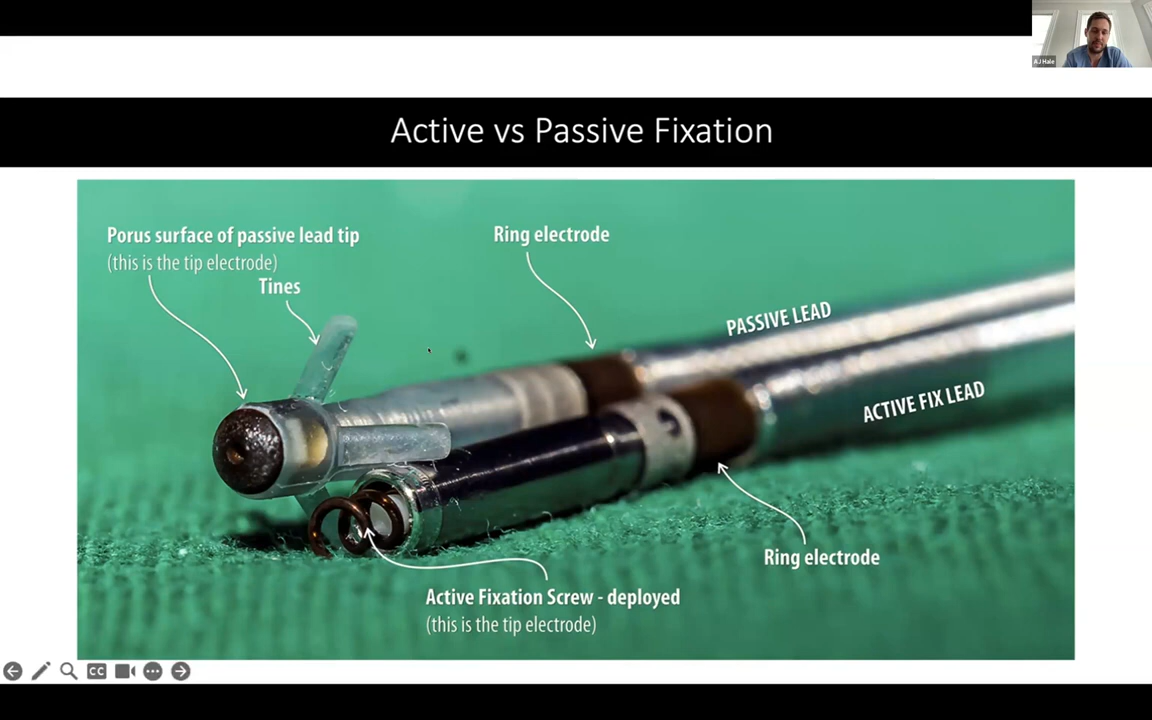 AJ Hale
Active vs Passive Fixation
Porus surface of passive lead tip
(this is the tip electrode)
Tines
Ring electrode
PASSIVE LEAD
ACTIVE FIX LEAD
Ring electrode
Active Fixation Screw - deployed
(this is the tip electrode)
CC